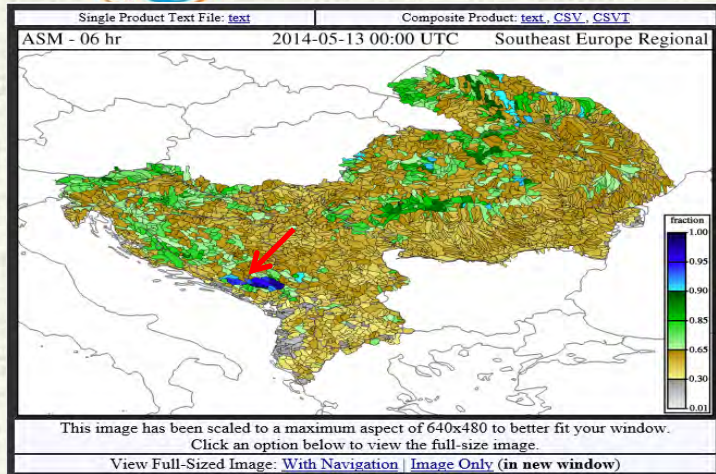 Single Product Text File: text
Composite Product: text , CSV , CSVT
ASM - 06 hr
2014-05-13 00:00 UTC
Southeast Europe Regional
fraction
1.00
0.95
0.90
0.85
0.65
0.30
0.01
This image has been scaled to a maximum aspect of 640x480 to better fit your window.
Click an option below to view the full-size image.
View Full-Sized Image: With Navigation | Image Only (in new window)